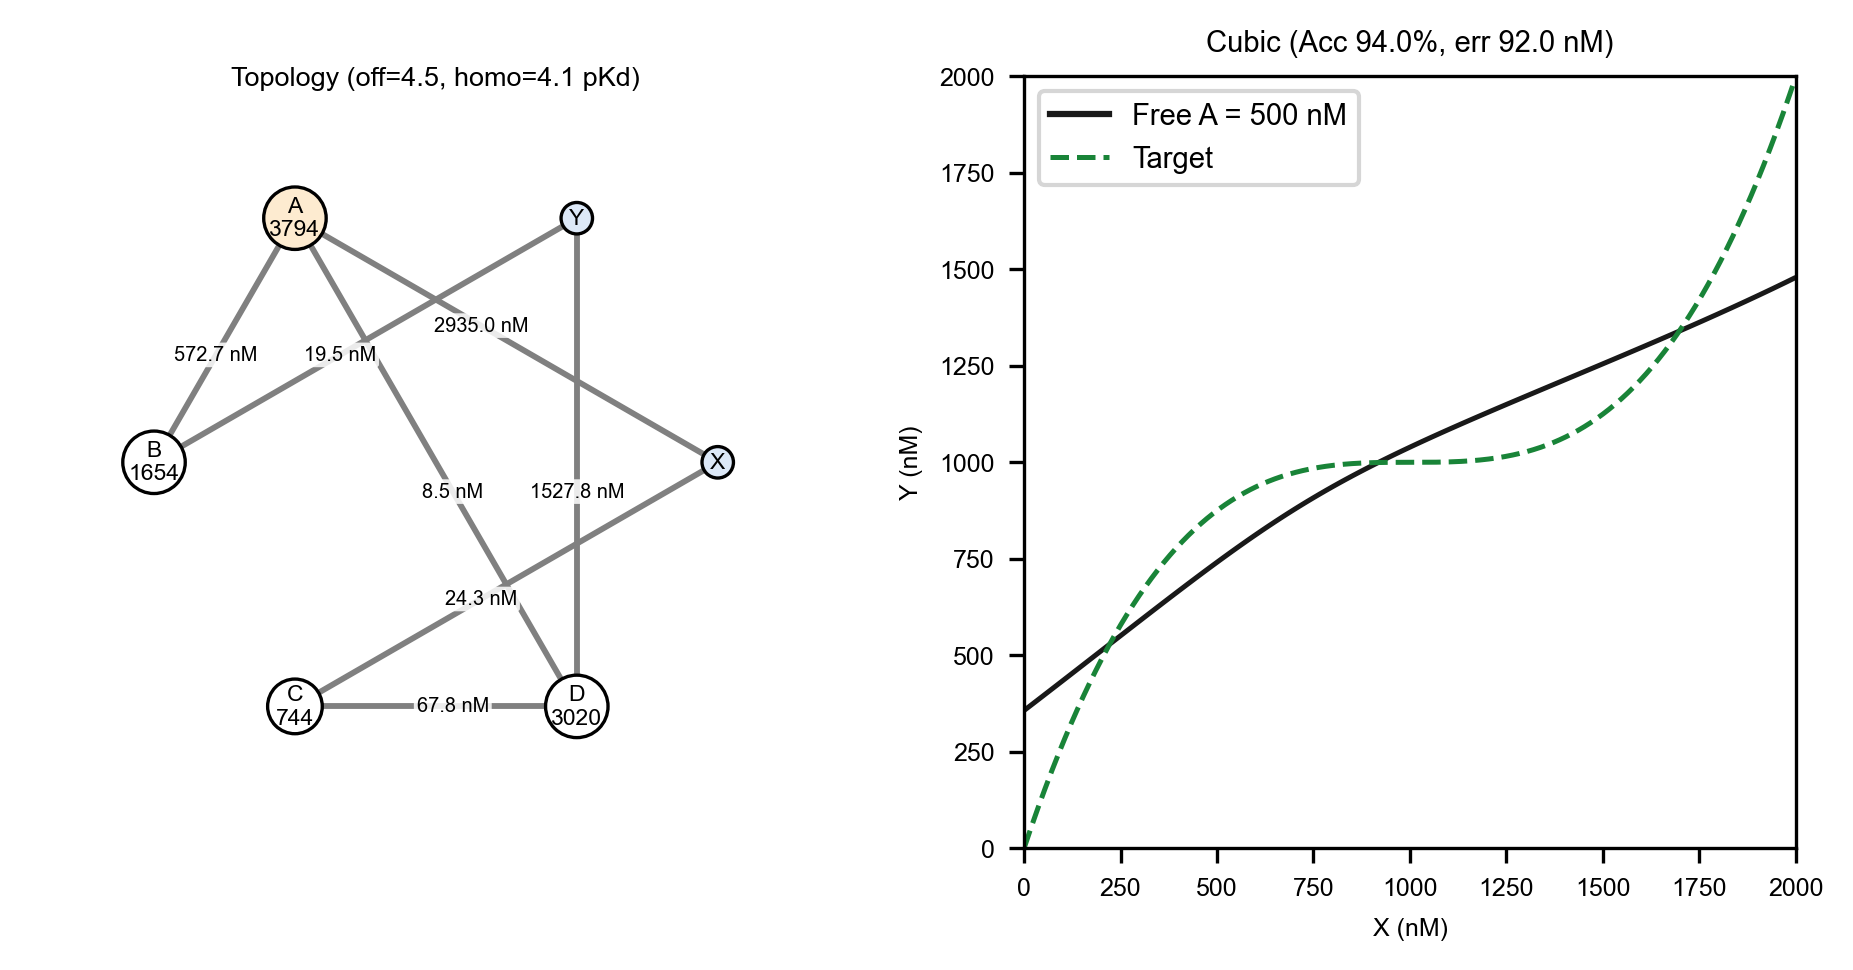 Topology (off=4.5, homo=4.1 pKd)
A
3794
Y
2935.0 nM
572.7 nM
19.5 nM
B
1654
X
8.5 nM
1527.8 nM
24.3 nM
C
744
67.8 nM
D
3020
Cubic (Acc 94.0%, err 92.0 nM)
Free A = 500 nM
Target
2000
1750
1500
1250
1000
750
500
250
0
Y (nM)
0 250 500 750 1000 1250 1500 1750 2000
X (nM)